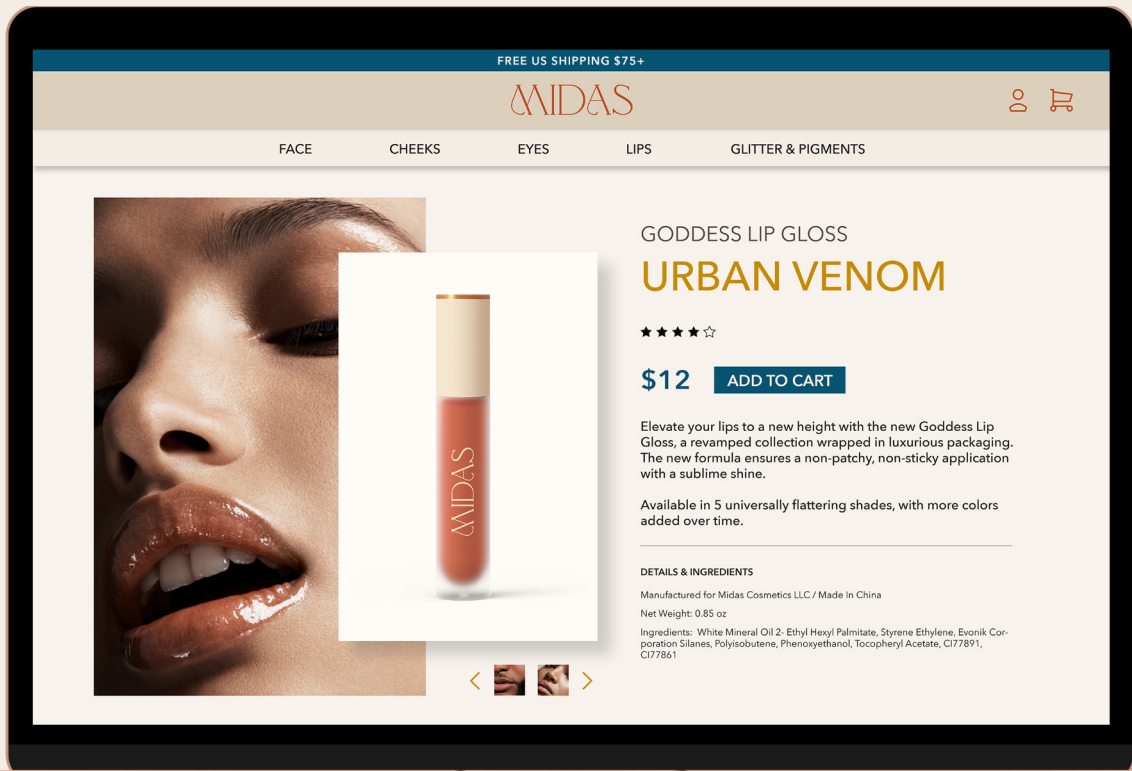 FREE US SHIPPING $75+
MIDAS
FACE CHEEKS EYES LIPS GLITTER & PIGMENTS
GODDESS LIP GLOSS
URBAN VENOM
$12 ADD TO CART
MIDAS
Elevate your lips to a new height with the new Goddess Lip
Gloss, a revamped collection wrapped in luxurious packaging.
The new formula ensures a non-patchy, non-sticky application
with a sublime shine.
Available in 5 universally flattering shades, with more colors
added over time.
DETAILS & INGREDIENTS
Manufactured for Midas Cosmetics LLC / Made In China
Net Weight: 0.85 oz
Ingredients: White Mineral Oil 2- Ethyl Hexyl Palmitate, Styrene Ethylene, Evonik Cor-
poration Silanes, Polyisobutene, Phenoxyethanol, Tocopheryl Acetate, CI77891,
CI77861